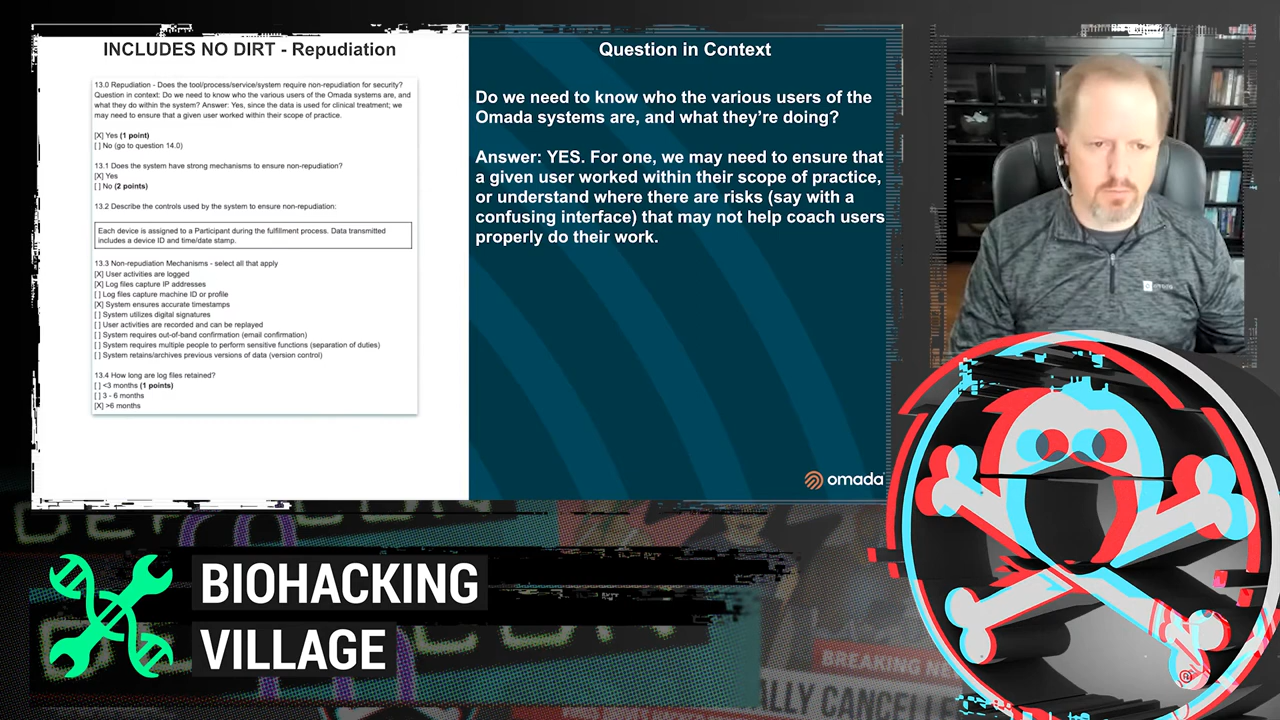 INCLUDES NO DIRT - Repudiation
13.0 Repudiation - Does the tool/process/service/system require non-repudiation for security?
Question in context: Do we need to know who the various users of the Omada systems are, and
what they do within the system? Answer: Yes, since the data is used for clinical treatment; we
may need to ensure that a given user worked within their scope of practice.
[X] Yes (1 point)
[ ] No (go to question 14.0)
13.1 Does the system have strong mechanisms to ensure non-repudiation?
[X] Yes
[ ] No (2 points)
13.2 Describe the controls used by the system to ensure non-repudiation:
Each device is assigned to a Participant during the fulfillment process. Data transmitted
includes a device ID and time/date stamp.
13.3 Non-repudiation Mechanisms - select all that apply
[X] User activities are logged
[X] Log files capture IP addresses
[ ] Log files capture machine ID or profile
[X] System ensures accurate timestamps
[ ] System utilizes digital signatures
[ ] User activities are recorded and can be replayed
[ ] System requires out-of-band confirmation (email confirmation)
[ ] System requires multiple people to perform sensitive functions (separation of duties)
[ ] System retains/archives previous versions of data (version control)
13.4 How long are log files retained?
[ ] <3 months (1 points)
[ ] 3 - 6 months
[X] >6 months
Question in Context
Do we need to know who the various uses of the
Omada systems are, and what they're doing?
Answer: YES. For one, we may need to ensure that
a given user worked within their scope of practice,
or understand when there are risks (say with a
confusing interface) that may not help coach users
properly do their work.
omada
BIOHACKING
VILLAGE
BREAKING NE
CANCELLE